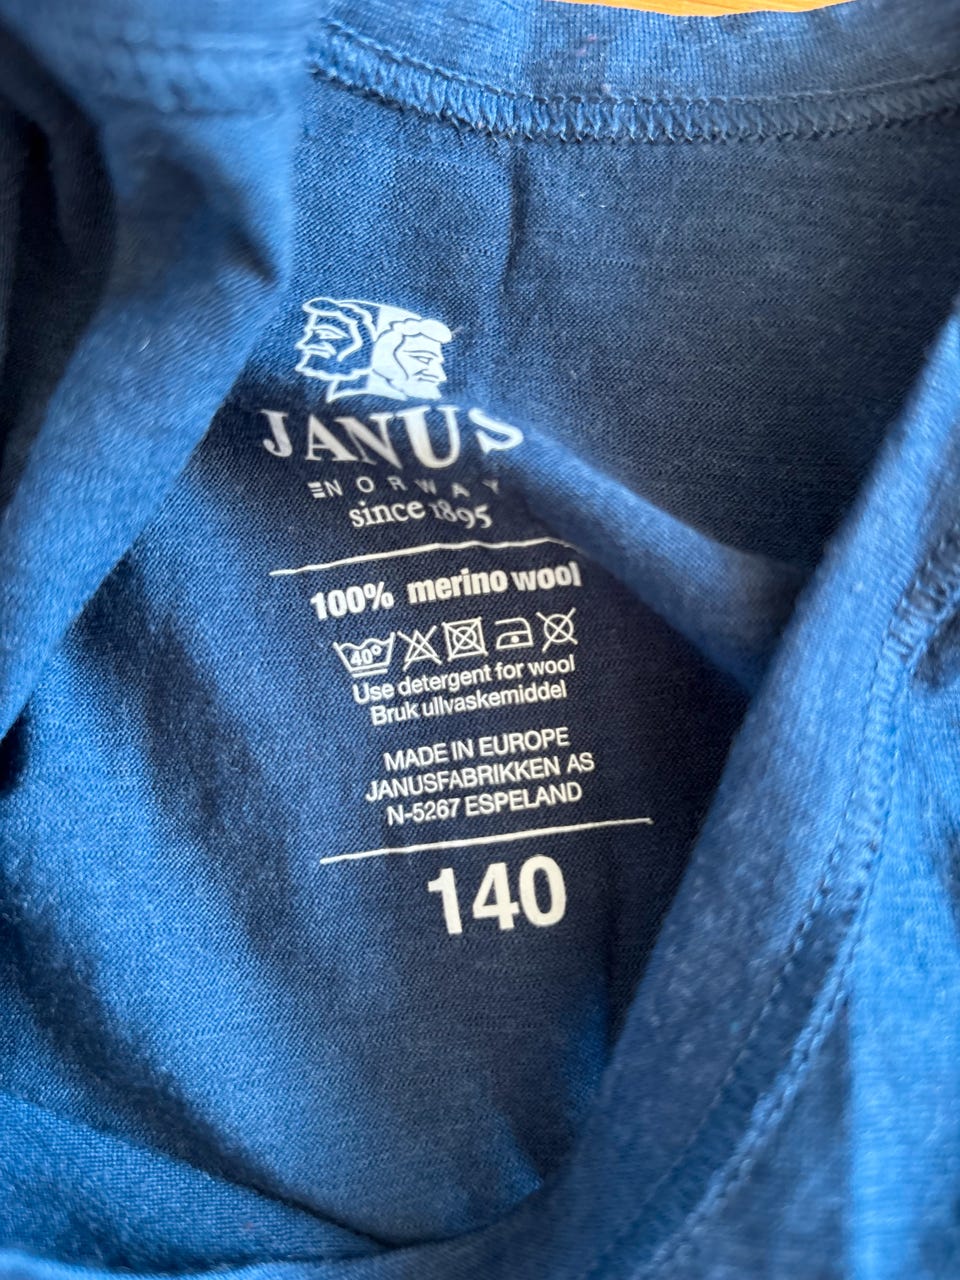 JANUS
NORWAY
since 1895
100% merino wool
40°
Use detergent for wool
Bruk ullvaskemiddel
MADE IN EUROPE
JANUSFABRIKKEN AS
N-5267 ESPELAND
140